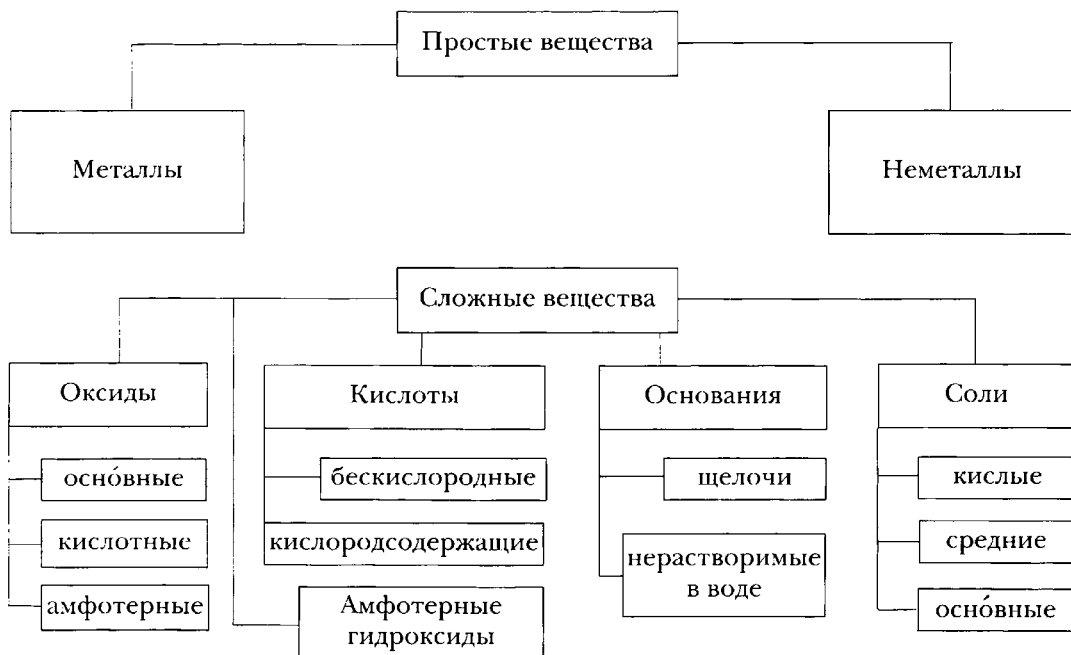 Простые вещества
Металлы
Неметаллы
Сложные вещества
Оксиды
осно́вные
кислотные
амфотерные
Кислоты
бескислородные
кислородсодержащие
Амфотерные
гидроксиды
Основания
щелочи
нерастворимые
в воде
Соли
кислые
средние
осно́вные